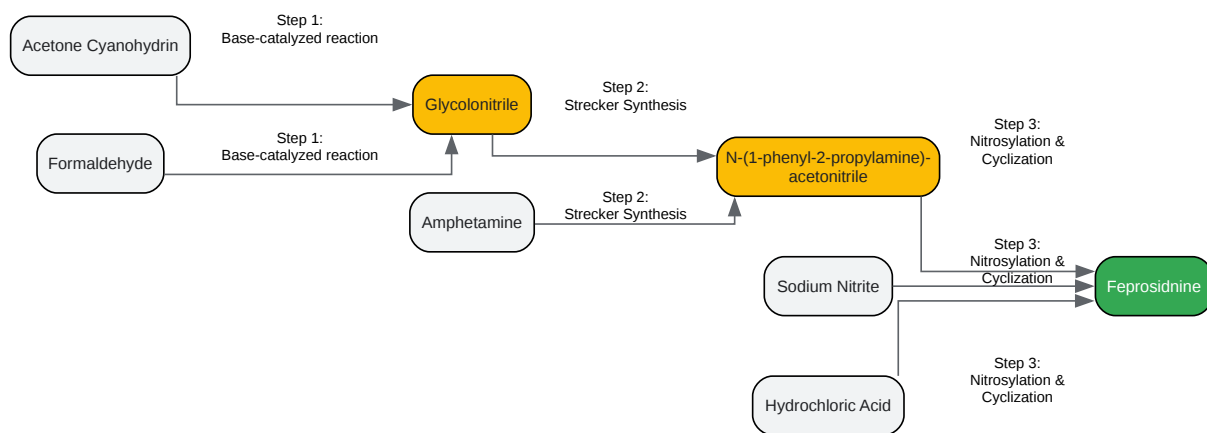 Step 1:
Base-catalyzed reaction
Acetone Cyanohydrin
Glycolonitrile
Step 2:
Strecker Synthesis
Step 1:
Base-catalyzed reaction
Formaldehyde
Step 3:
Nitrosylation &
Cyclization
N-(1-phenyl-2-propylamine)-
acetonitrile
Step 2:
Strecker Synthesis
Amphetamine
Step 3:
Nitrosylation &
Cyclization
Sodium Nitrite
Feprosidnine
Step 3:
Nitrosylation &
Cyclization
Hydrochloric Acid